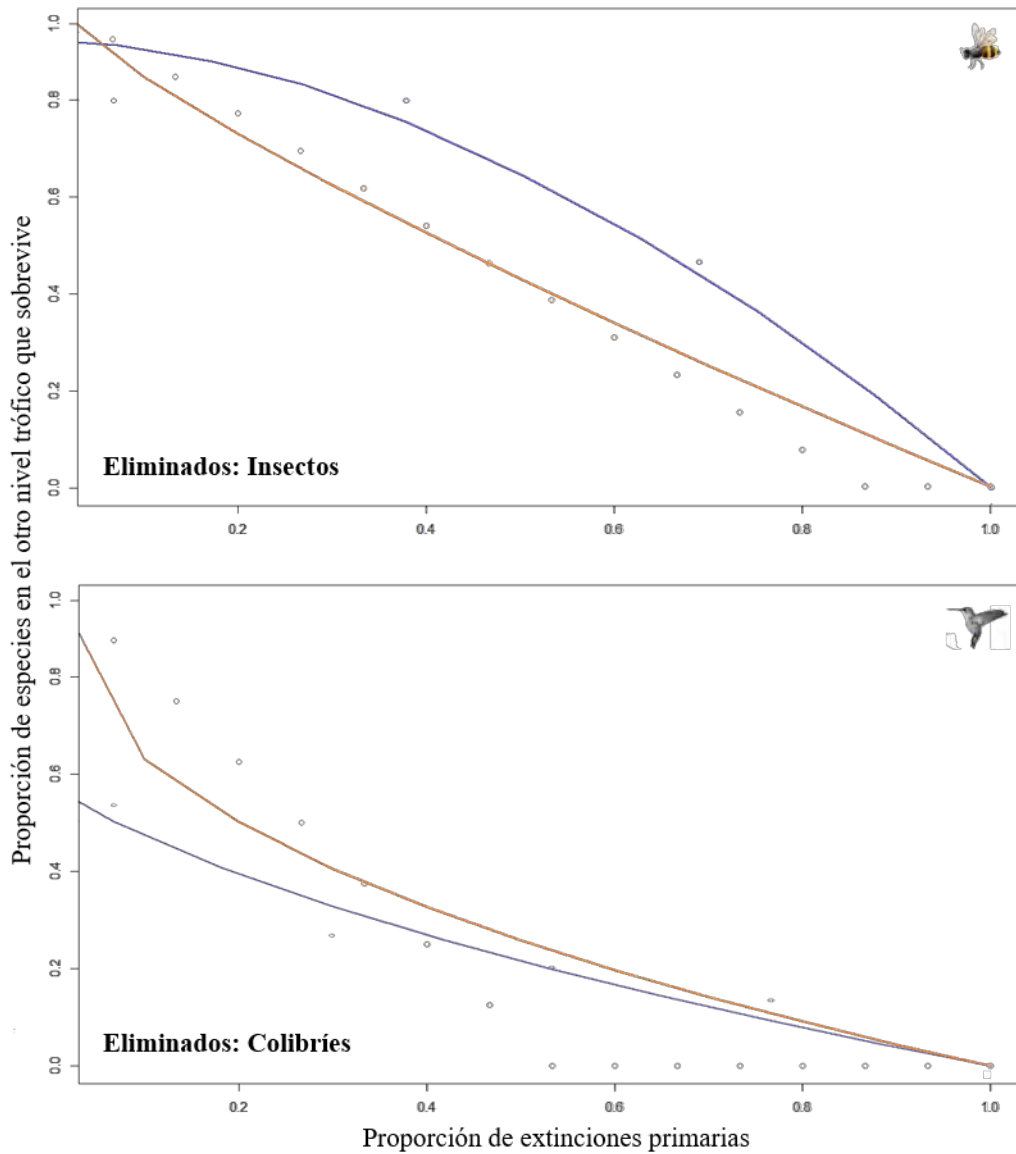 Proporción de especies en el otro nivel trófico que sobrevive
1.0
0.8
0.6
0.4
0.2
0.0
Eliminados: Insectos
0.2 0.4 0.6 0.8 1.0
1.0
0.8
0.6
0.4
0.2
0.0
Eliminados: Colibríes
0.2 0.4 0.6 0.8 1.0
Proporción de extinciones primarias